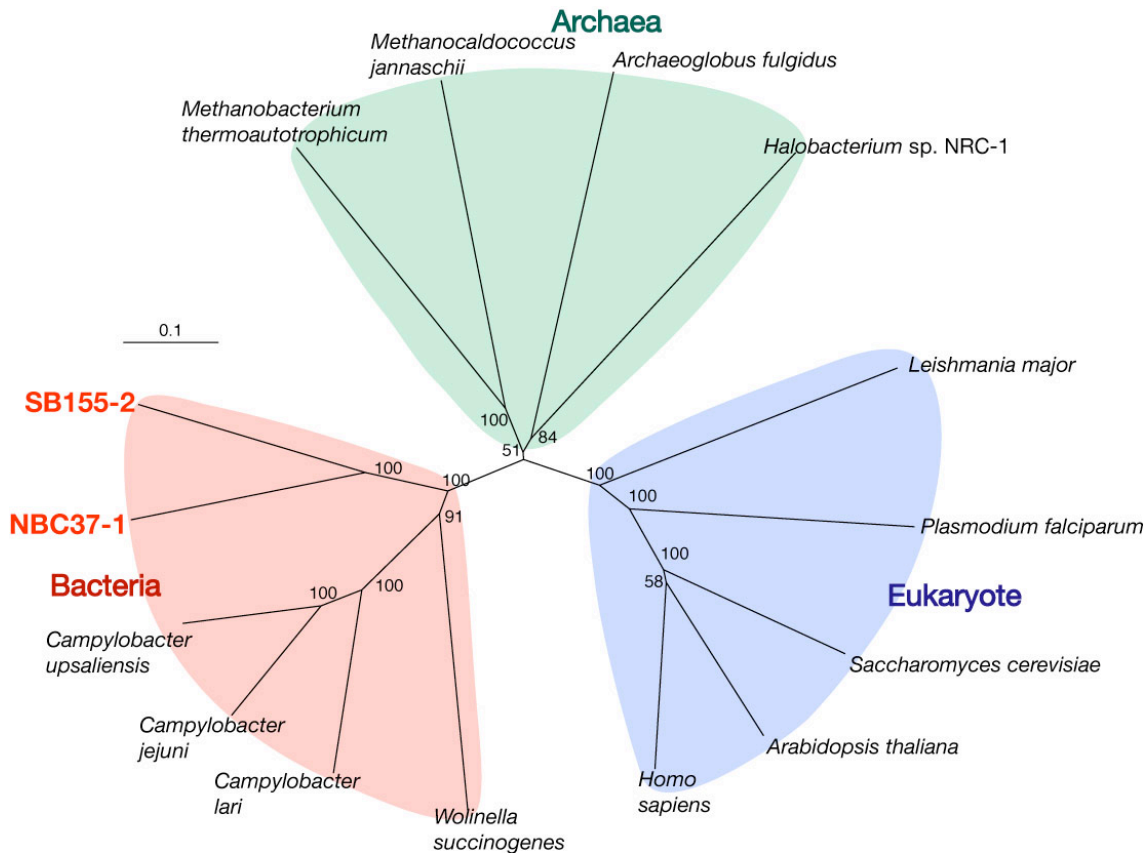 Archaea
Methanocaldococcus
jannaschii
Archaeoglobus fulgidus
Methanobacterium
thermoautotrophicum
Halobacterium sp. NRC-1
0.1
Leishmania major
SB155-2
100
84
51
100
100
100
100
NBC37-1
91
Plasmodium falciparum
100
58
Bacteria
100
100
Eukaryote
Campylobacter
upsaliensis
Saccharomyces cerevisiae
Campylobacter
jejuni
Arabidopsis thaliana
Campylobacter
lari
Homo
sapiens
Wolinella
succinogenes